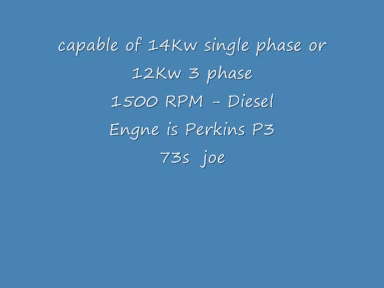 capable of 14Kw single phase or
12Kw 3 phase
1500 RPM - Diesel
Engne is Perkins P3
73s joe